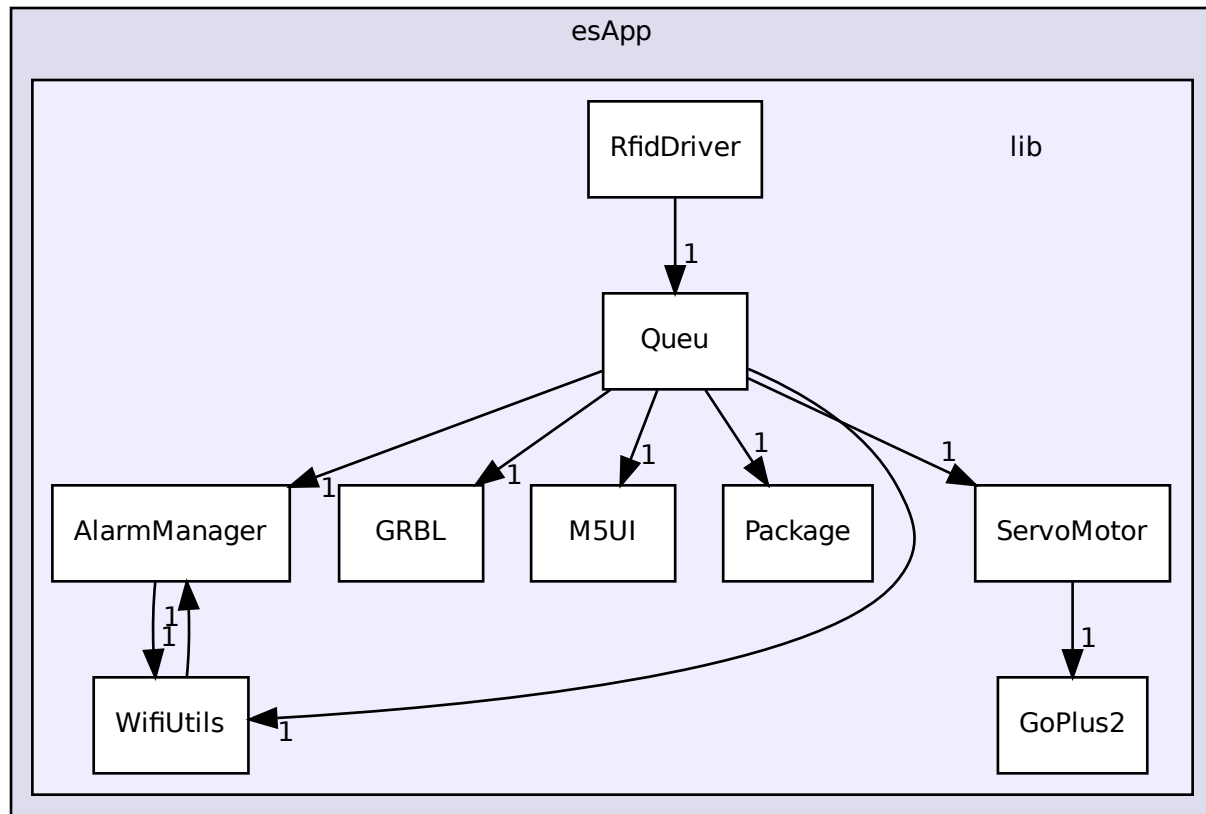 esApp
RfidDriver
lib
1
Queu
1
1
1
1
1
AlarmManager
GRBL
M5UI
Package
ServoMotor
1
1
1
WifiUtils
1
GoPlus2